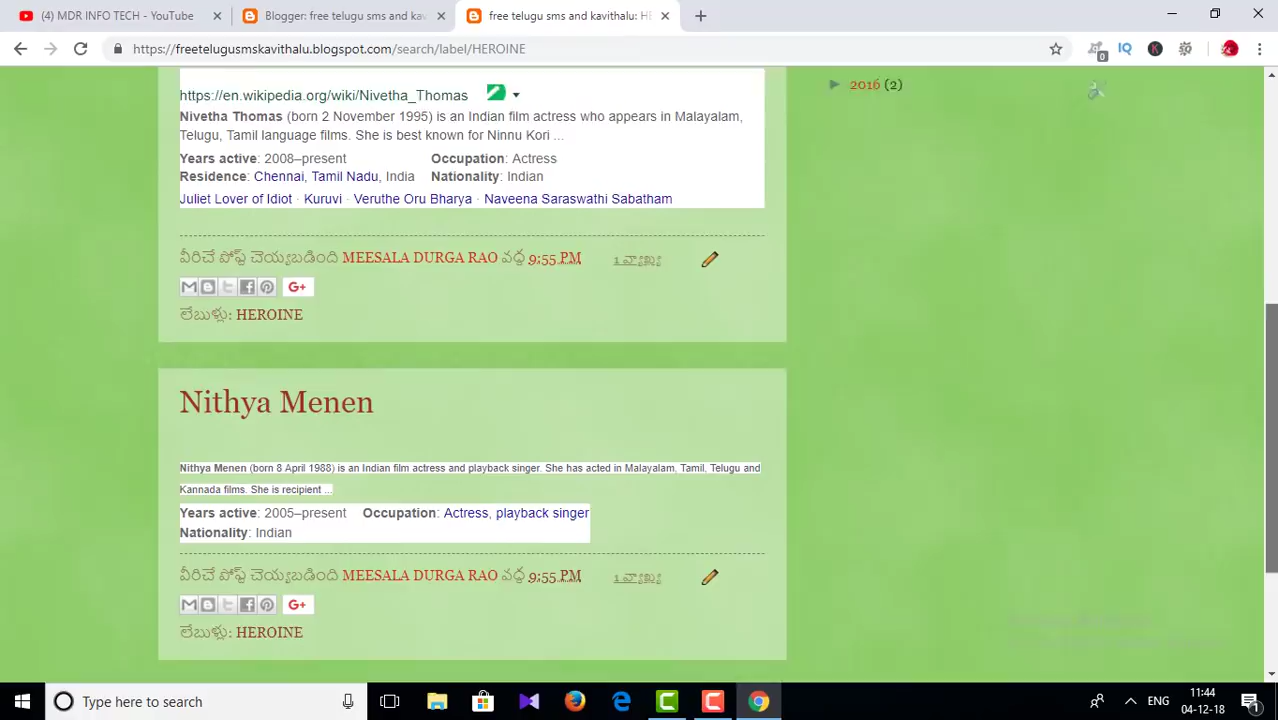 (4) MDR INFO TECH - YouTube
Blogger: free telugu sms and kav
free telugu sms and kavithalu: HE
https://freetelugusmskavithalu.blogspot.com/search/label/HEROINE
0
IQ
K
https://en.wikipedia.org/wiki/Nivetha_Thomas
Nivetha Thomas (born 2 November 1995) is an Indian film actress who appears in Malayalam,
Telugu, Tamil language films. She is best known for Ninnu Kori ...
Years active: 2008–present Occupation: Actress
Residence: Chennai, Tamil Nadu, India Nationality: Indian
Juliet Lover of Idiot · Kuruvi · Veruthe Oru Bharya · Naveena Saraswathi Sabatham
► 2016 (2)
వీరిచే పోస్ట్ చెయ్యబడింది MEESALA DURGA RAO వద్ద 9:55 PM 1 వ్యాఖ్య
G+
లేబుళ్లు: HEROINE
Nithya Menen
Nithya Menen (born 8 April 1988) is an Indian film actress and playback singer. She has acted in Malayalam, Tamil, Telugu and
Kannada films. She is recipient ...
Years active: 2005–present Occupation: Actress, playback singer
Nationality: Indian
వీరిచే పోస్ట్ చెయ్యబడింది MEESALA DURGA RAO వద్ద 9:55 PM 1 వ్యాఖ్య
G+
లేబుళ్లు: HEROINE
Type here to search
ENG
11:44
04-12-18
1